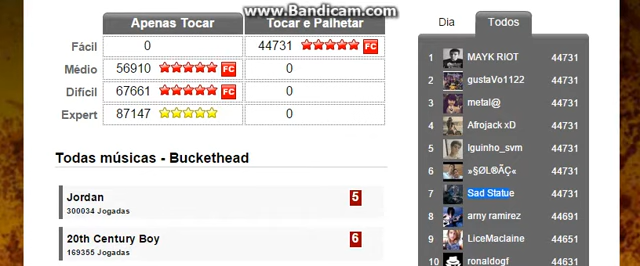 www.Bandicam.com
Apenas Tocar Tocar e Palhetar
Fácil 0 44731 FC
Médio 56910 FC 0
Difícil 67661 FC 0
Expert 87147 0
Todas músicas - Buckethead
Jordan 5
300034 Jogadas
20th Century Boy 6
169355 Jogadas
Dia Todos
1 MAYK RIOT 44731
2 gustaVo1122 44731
3 metal@ 44731
4 Afrojack xD 44731
5 Iguinho_svm 44731
6 »§ØL®ÃÇ« 44731
7 Sad Statue 44731
8 arny ramirez 44691
9 LiceMaclaine 44651
10 ronaldogf 44631